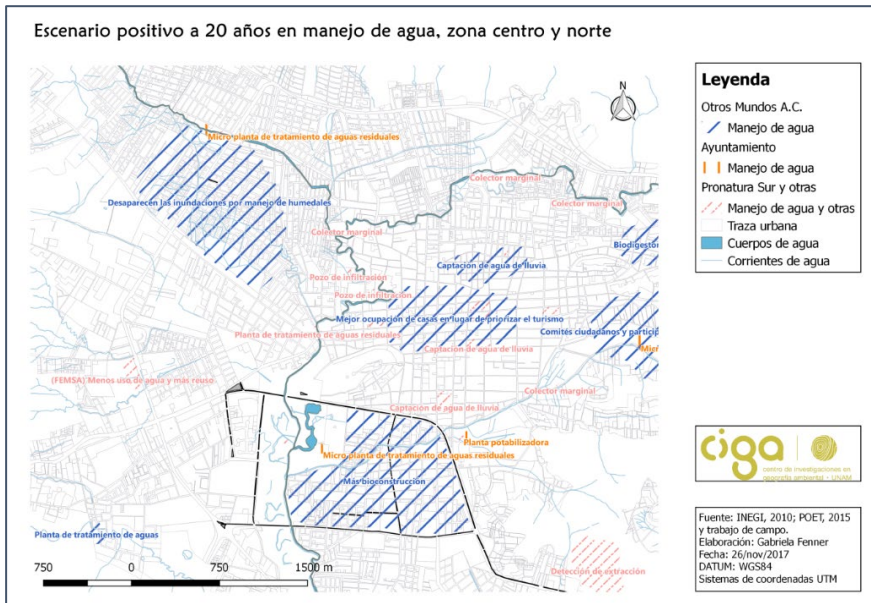 Escenario positivo a 20 años en manejo de agua, zona centro y norte
N
Micro planta de tratamiento de aguas residuales
Colector marginal
Colector marginal
Desaparecen las inundaciones por manejo de humedales
Colector marginal
Biodigestor
Captación de agua de lluvia
Pozo de infiltración
Pozo de infiltración
Mejor ocupación de casas en lugar de priorizar el turismo
Planta de tratamiento de aguas residuales
Comités ciudadanos y particip
Captación de agua de lluvia
(FEMSA) Menos uso de agua y más reuso
Colector marginal
Captación de agua de lluvia
Planta potabilizadora
Micro planta de tratamiento de aguas residuales
Más bioconstrucción
Planta de tratamiento de aguas
Detección de extracción
750 0 750 1500 m
Leyenda
Otros Mundos A.C.
Manejo de agua
Ayuntamiento
Manejo de agua
Pronatura Sur y otras
Manejo de agua y otras
Traza urbana
Cuerpos de agua
Corrientes de agua
ciga
centro de investigaciones en
geografía ambiental - UNAM
Fuente: INEGI, 2010; POET, 2015
y trabajo de campo.
Elaboración: Gabriela Fenner
Fecha: 26/nov/2017
DATUM: WGS84
Sistemas de coordenadas UTM